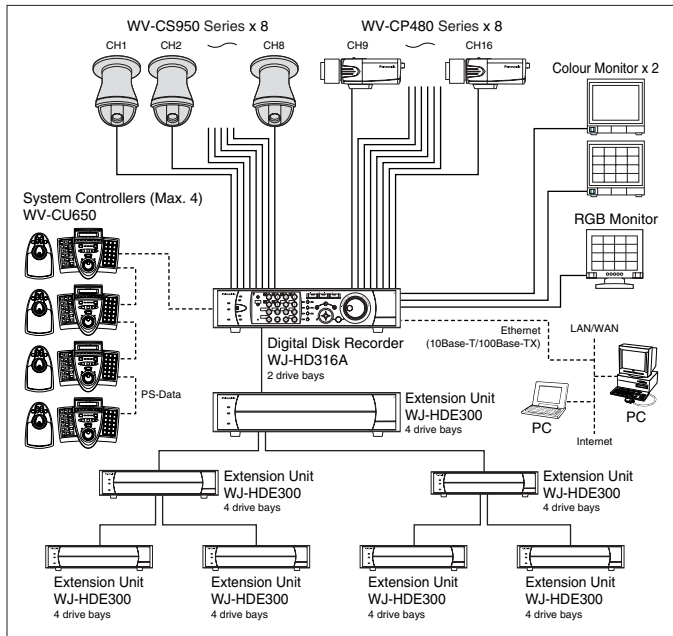 WV-CS950 Series x 8
WV-CP480 Series x 8
CH1
CH2
CH8
CH9
CH16
Colour Monitor x 2
System Controllers (Max. 4)
WV-CU650
RGB Monitor
Digital Disk Recorder
WJ-HD316A
2 drive bays
Ethernet
(10Base-T/100Base-TX)
LAN/WAN
PS-Data
Extension Unit
WJ-HDE300
4 drive bays
PC
PC
Internet
Extension Unit
WJ-HDE300
4 drive bays
Extension Unit
WJ-HDE300
4 drive bays
Extension Unit
WJ-HDE300
4 drive bays
Extension Unit
WJ-HDE300
4 drive bays
Extension Unit
WJ-HDE300
4 drive bays
Extension Unit
WJ-HDE300
4 drive bays